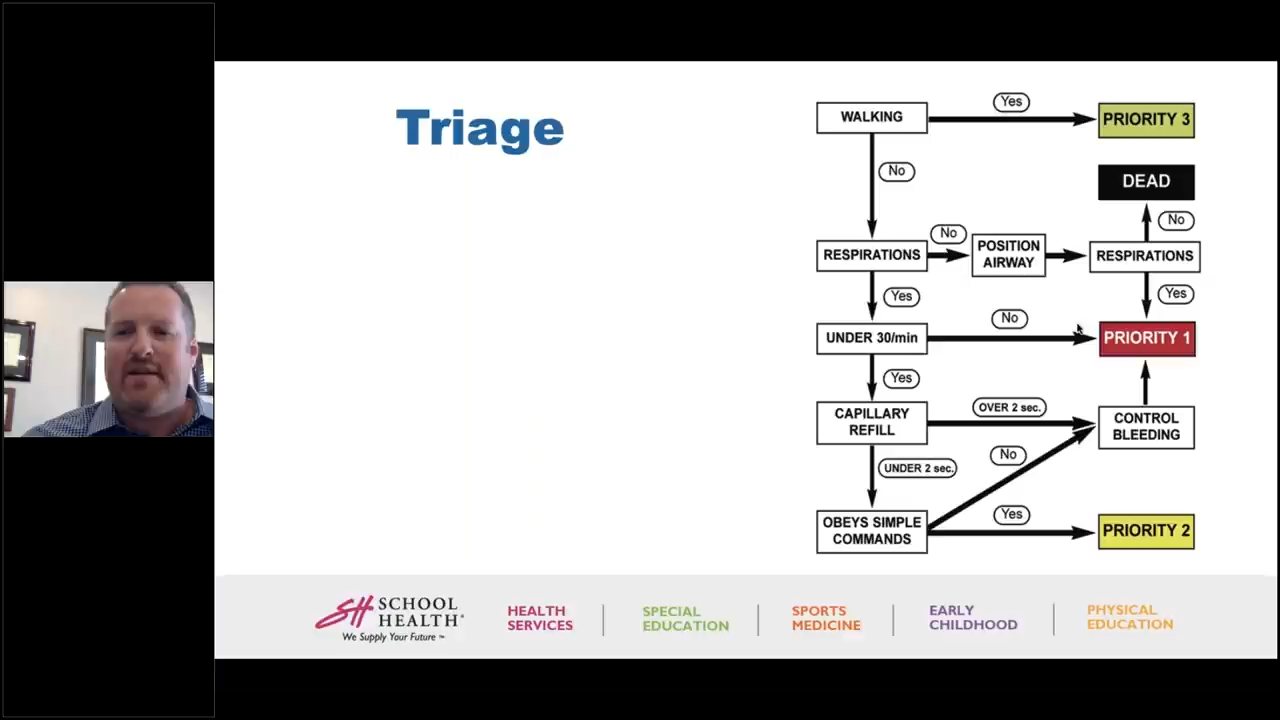 Triage
WALKING
Yes
PRIORITY 3
No
DEAD
No
RESPIRATIONS
No
POSITION
AIRWAY
RESPIRATIONS
Yes
Yes
UNDER 30/min
No
PRIORITY 1
Yes
CAPILLARY
REFILL
OVER 2 sec.
CONTROL
BLEEDING
UNDER 2 sec.
No
OBEYS SIMPLE
COMMANDS
Yes
PRIORITY 2
SH SCHOOL
HEALTH®
We Supply Your Future ™
HEALTH
SERVICES
SPECIAL
EDUCATION
SPORTS
MEDICINE
EARLY
CHILDHOOD
PHYSICAL
EDUCATION